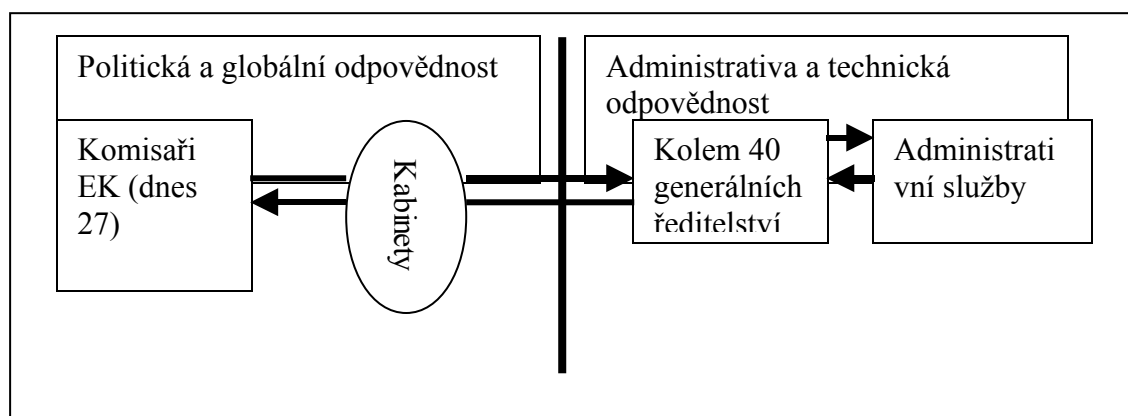 Politická a globální odpovědnost
Administrativa a technická
odpovědnost
Komisaři
EK (dnes
27)
Kabinety
Kolem 40
generálních
ředitelství
Administrati
vní služby